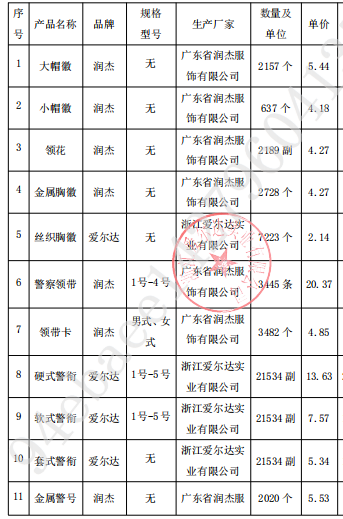 序号 产品名称 品牌 规格型号 生产厂家 数量及单位 单价
1 大帽徽 润杰 无 广东省润杰服饰有限公司 2157 个 5.44
2 小帽徽 润杰 无 广东省润杰服饰有限公司 637 个 4.18
3 领花 润杰 无 广东省润杰服饰有限公司 2189 副 4.27
4 金属胸徽 润杰 无 广东省润杰服饰有限公司 2728 个 4.27
5 丝织胸徽 爱尔达 无 浙江爱尔达实业有限公司 7223 个 2.14
6 警察领带 润杰 1号-4号 广东省润杰服饰有限公司 3445 条 20.37
7 领带卡 润杰 男式、女式 广东省润杰服饰有限公司 3482 个 4.85
8 硬式警衔 爱尔达 1号-5号 浙江爱尔达实业有限公司 21534 副 13.63
9 软式警衔 爱尔达 1号-5号 浙江爱尔达实业有限公司 21534 副 7.57
10 套式警衔 爱尔达 无 浙江爱尔达实业有限公司 21534 副 5.34
11 金属警号 润杰 无 广东省润杰服 2020 个 5.53